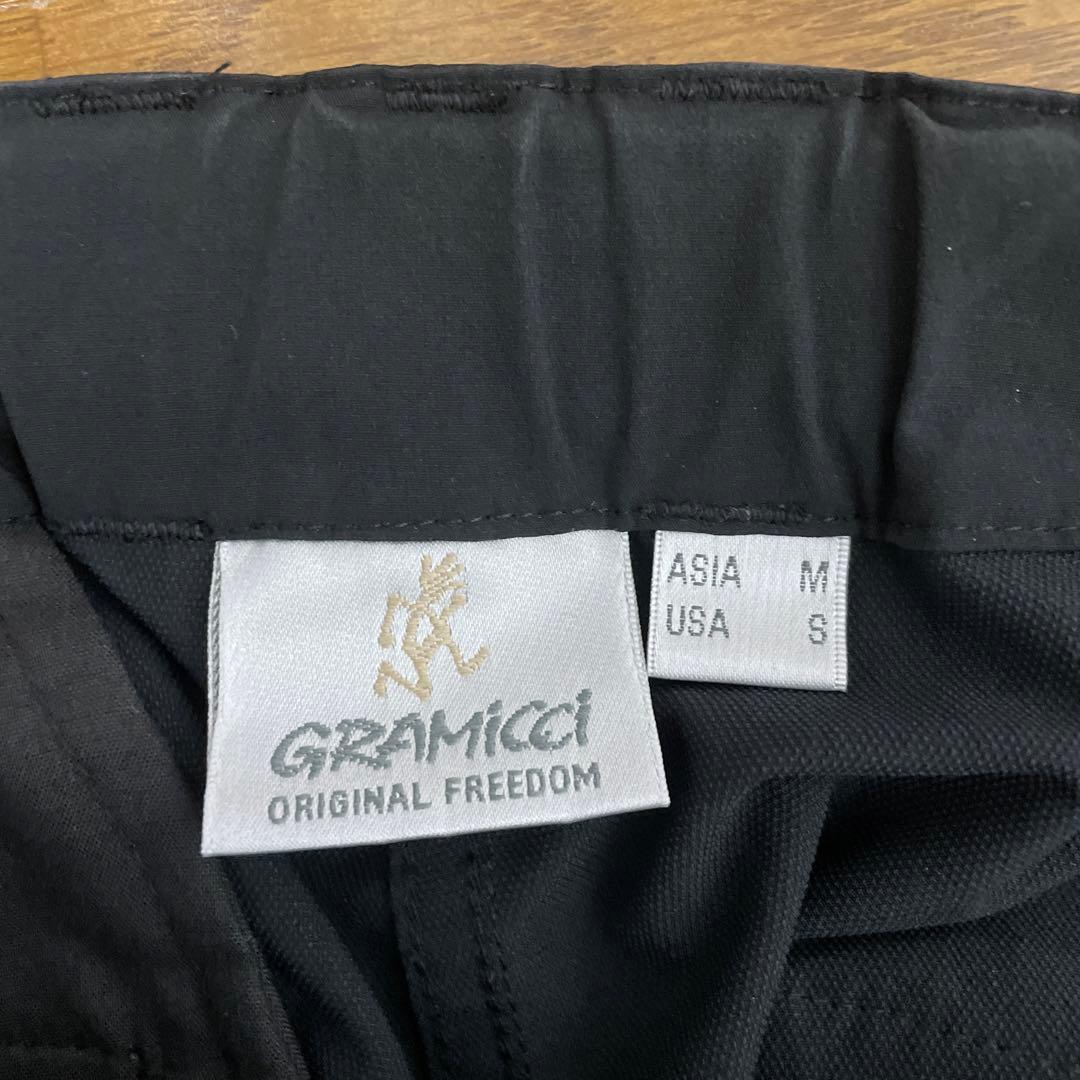 GRAMiCCi
ORIGINAL FREEDOM
ASIA M
USA S